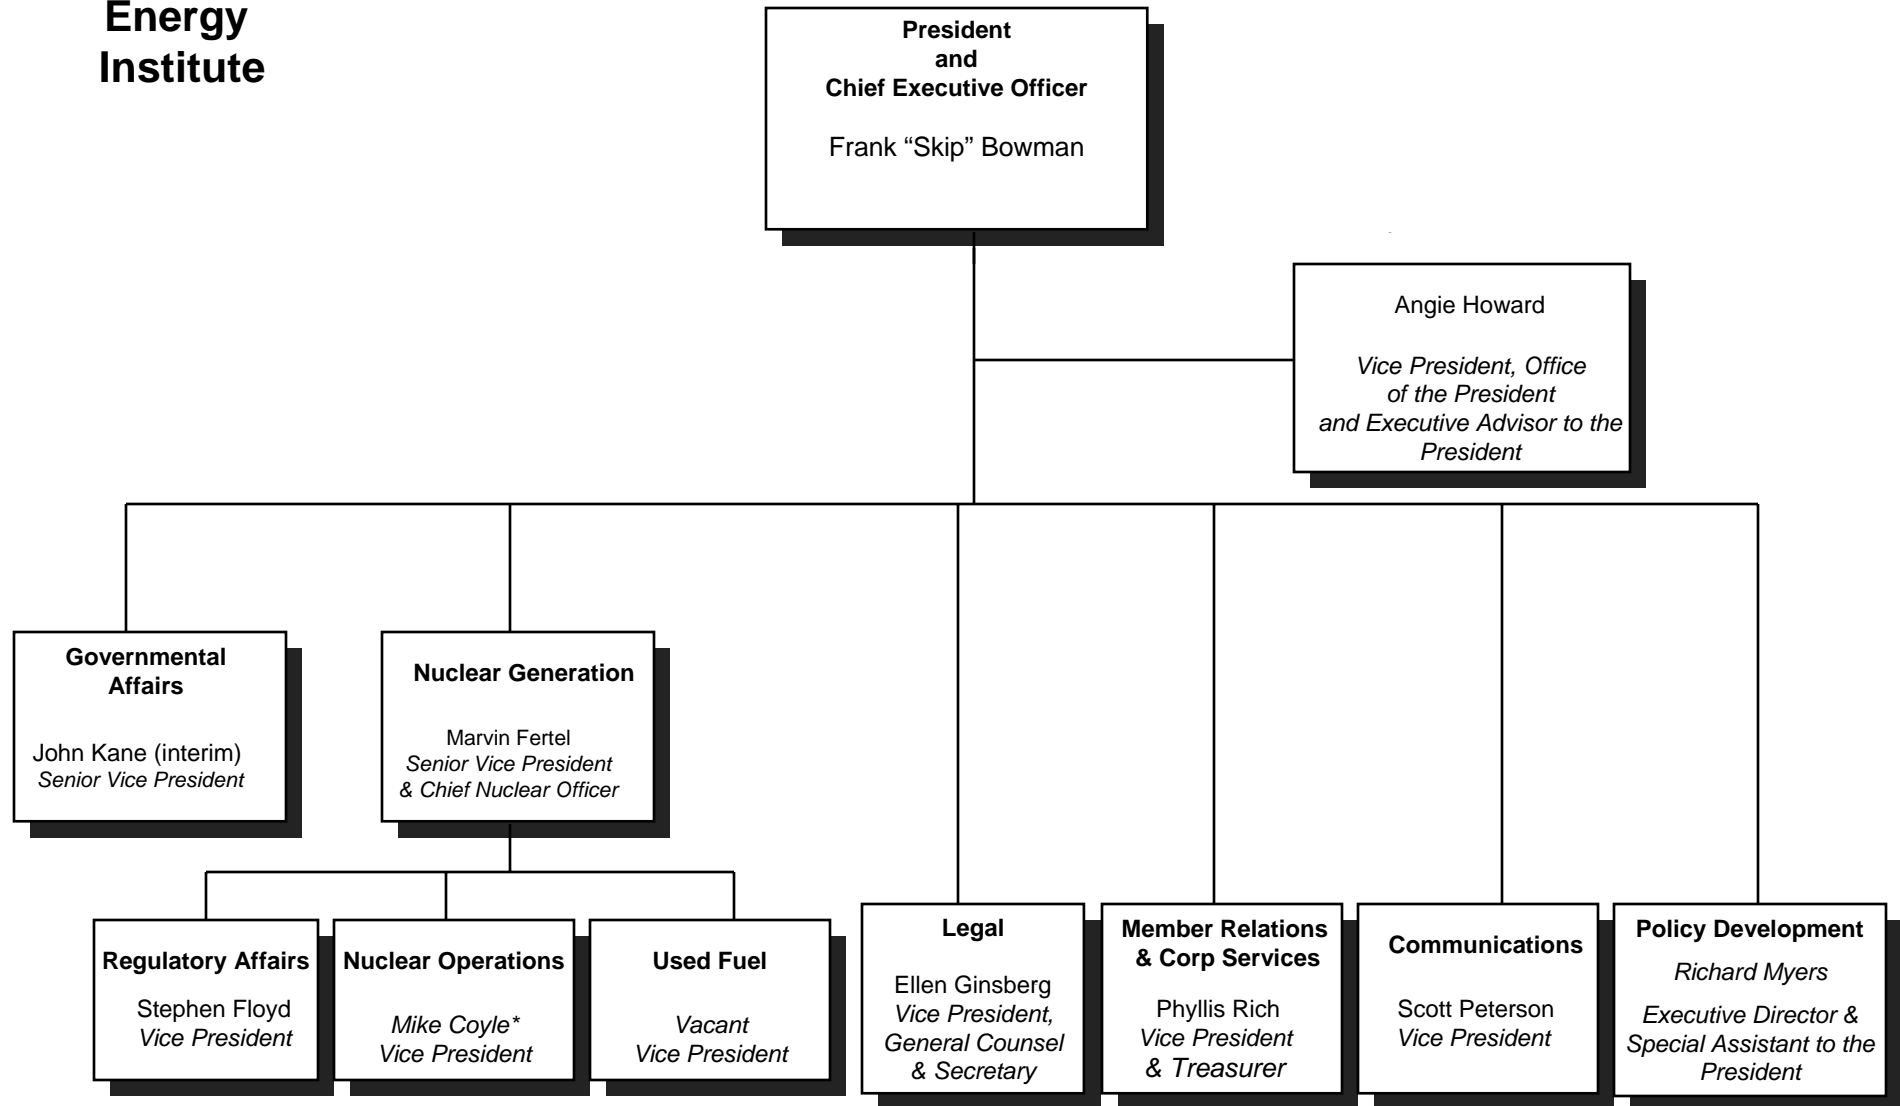 Energy
Institute
President
and
Chief Executive Officer
Frank “Skip” Bowman
Angie Howard
Vice President, Office
of the President
and Executive Advisor to the
President
Governmental
Affairs
John Kane (interim)
Senior Vice President
Nuclear Generation
Marvin Fertel
Senior Vice President
& Chief Nuclear Officer
Regulatory Affairs
Stephen Floyd
Vice President
Nuclear Operations
Mike Coyle*
Vice President
Used Fuel
Vacant
Vice President
Legal
Ellen Ginsberg
Vice President,
General Counsel
& Secretary
Member Relations
& Corp Services
Phyllis Rich
Vice President
& Treasurer
Communications
Scott Peterson
Vice President
Policy Development
Richard Myers
Executive Director &
Special Assistant to the
President